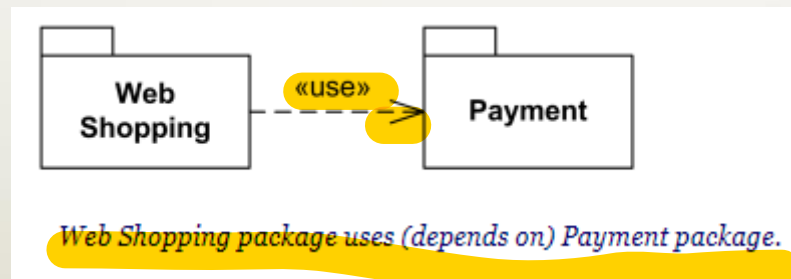 Web
Shopping
«use»
Payment
Web Shopping package uses (depends on) Payment package.